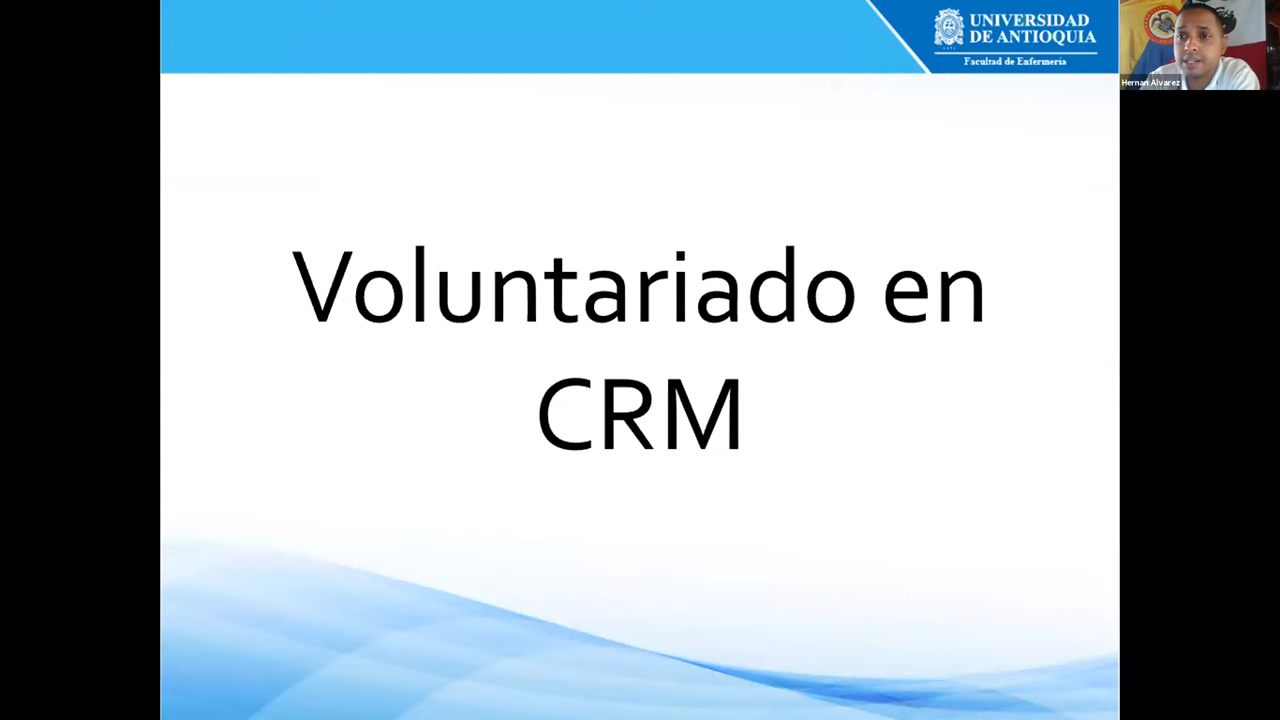 UNIVERSIDAD
DE ANTIOQUIA
Facultad de Enfermería
Hernan Alvarez
Voluntariado en
CRM